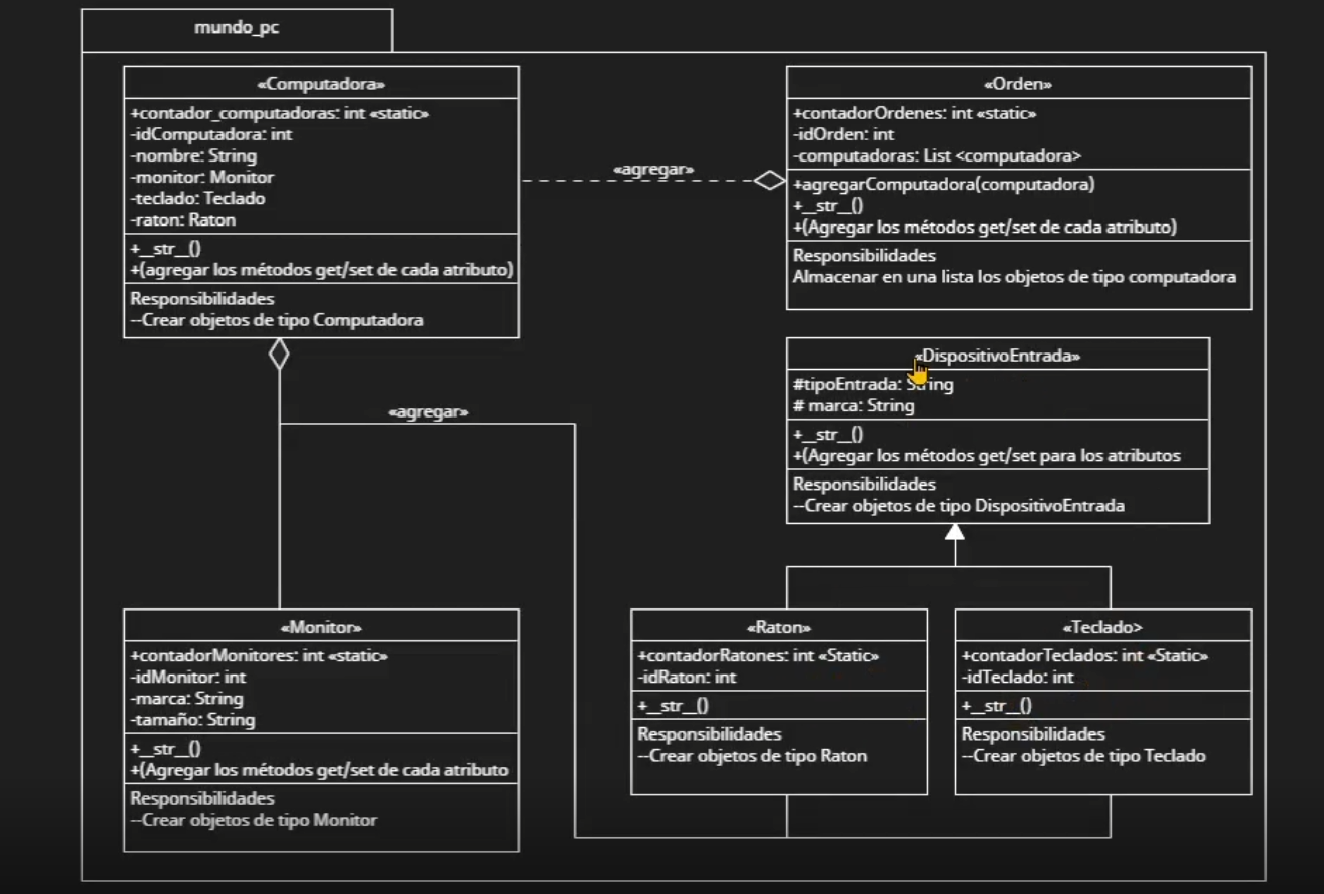 mundo_pc
«Computadora»
+contador_computadoras: int «static»
-idComputadora: int
-nombre: String
-monitor: Monitor
-teclado: Teclado
-raton: Raton
+__str__()
+(agregar los métodos get/set de cada atributo)
Responsibilidades
--Crear objetos de tipo Computadora
«agregar»
«Orden»
+contadorOrdenes: int «static»
-idOrden: int
-computadoras: List <computadora>
+agregarComputadora(computadora)
+__str__()
+(Agregar los métodos get/set de cada atributo)
Responsibilidades
Almacenar en una lista los objetos de tipo computadora
«DispositivoEntrada»
#tipoEntrada: String
# marca: String
+__str__()
+(Agregar los métodos get/set para los atributos
Responsibilidades
--Crear objetos de tipo DispositivoEntrada
«agregar»
«Monitor»
+contadorMonitores: int «static»
-idMonitor: int
-marca: String
-tamaño: String
+__str__()
+(Agregar los métodos get/set de cada atributo
Responsibilidades
--Crear objetos de tipo Monitor
«Raton»
+contadorRatones: int «Static»
-idRaton: int
+__str__()
Responsibilidades
--Crear objetos de tipo Raton
«Teclado>
+contadorTeclados: int «Static»
-idTeclado: int
+__str__()
Responsibilidades
--Crear objetos de tipo Teclado